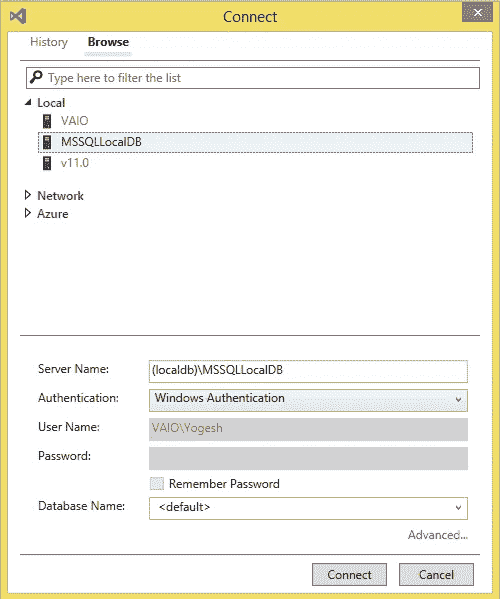 Connect
History Browse
Type here to filter the list
Local
VAIO
MSSQLLocalDB
v11.0
Network
Azure
Server Name: (localdb)\MSSQLLocalDB
Authentication: Windows Authentication
User Name: VAIO\Yogesh
Password:
Remember Password
Database Name: <default>
Advanced...
Connect Cancel